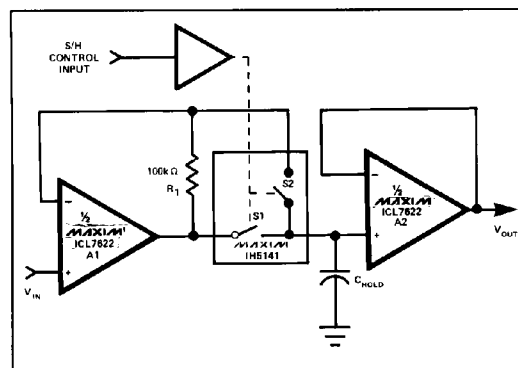 S/H
CONTROL
INPUT
100kΩ
R1
S2
S1
MAXIM
IH5141
1/2
MAXIM
ICL7622
A1
VIN
1/2
MAXIM
ICL7622
A2
VOUT
CHOLD